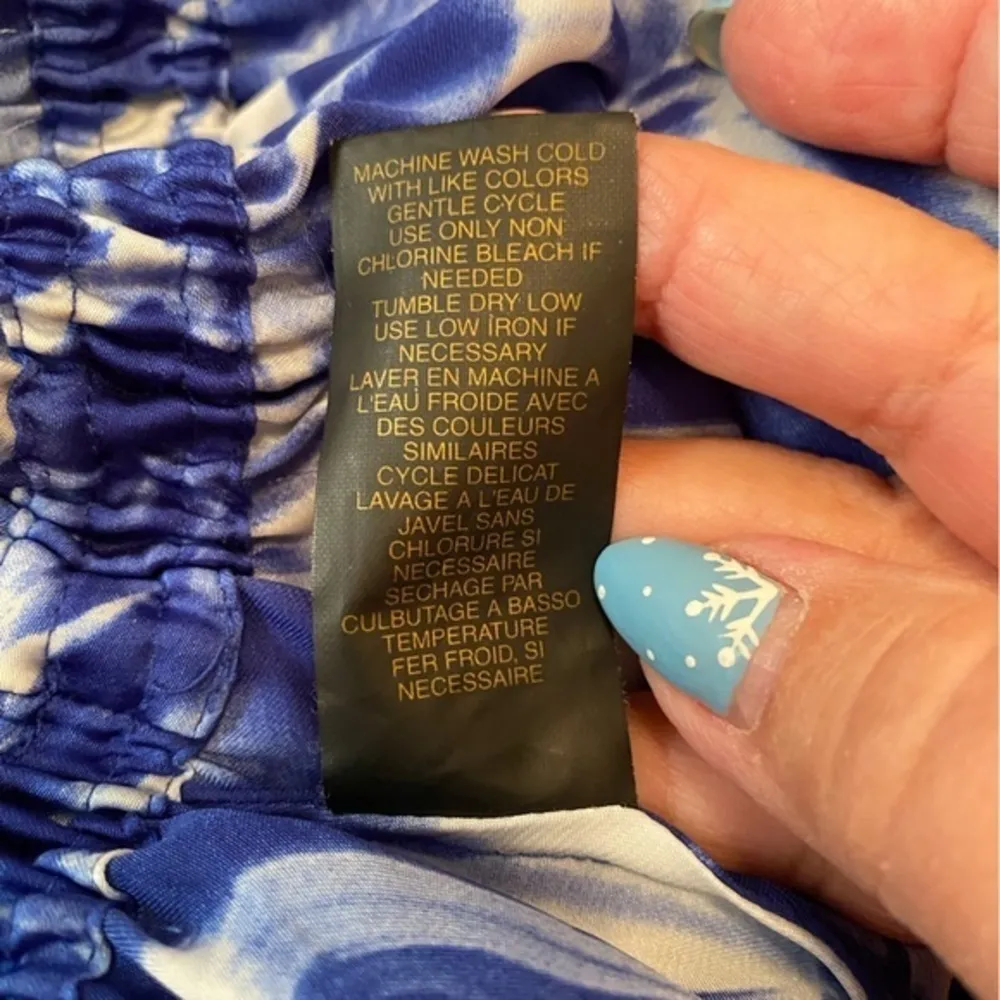 MACHINE WASH COLD
WITH LIKE COLORS
GENTLE CYCLE
USE ONLY NON
CHLORINE BLEACH IF
NEEDED
TUMBLE DRY LOW
USE LOW IRON IF
NECESSARY
LAVER EN MACHINE A
L'EAU FROIDE AVEC
DES COULEURS
SIMILAIRES
CYCLE DELICAT
LAVAGE A L'EAU DE
JAVEL SANS
CHLORURE SI
NECESSAIRE
SECHAGE PAR
CULBUTAGE A BASSO
TEMPERATURE
FER FROID, SI
NECESSAIRE